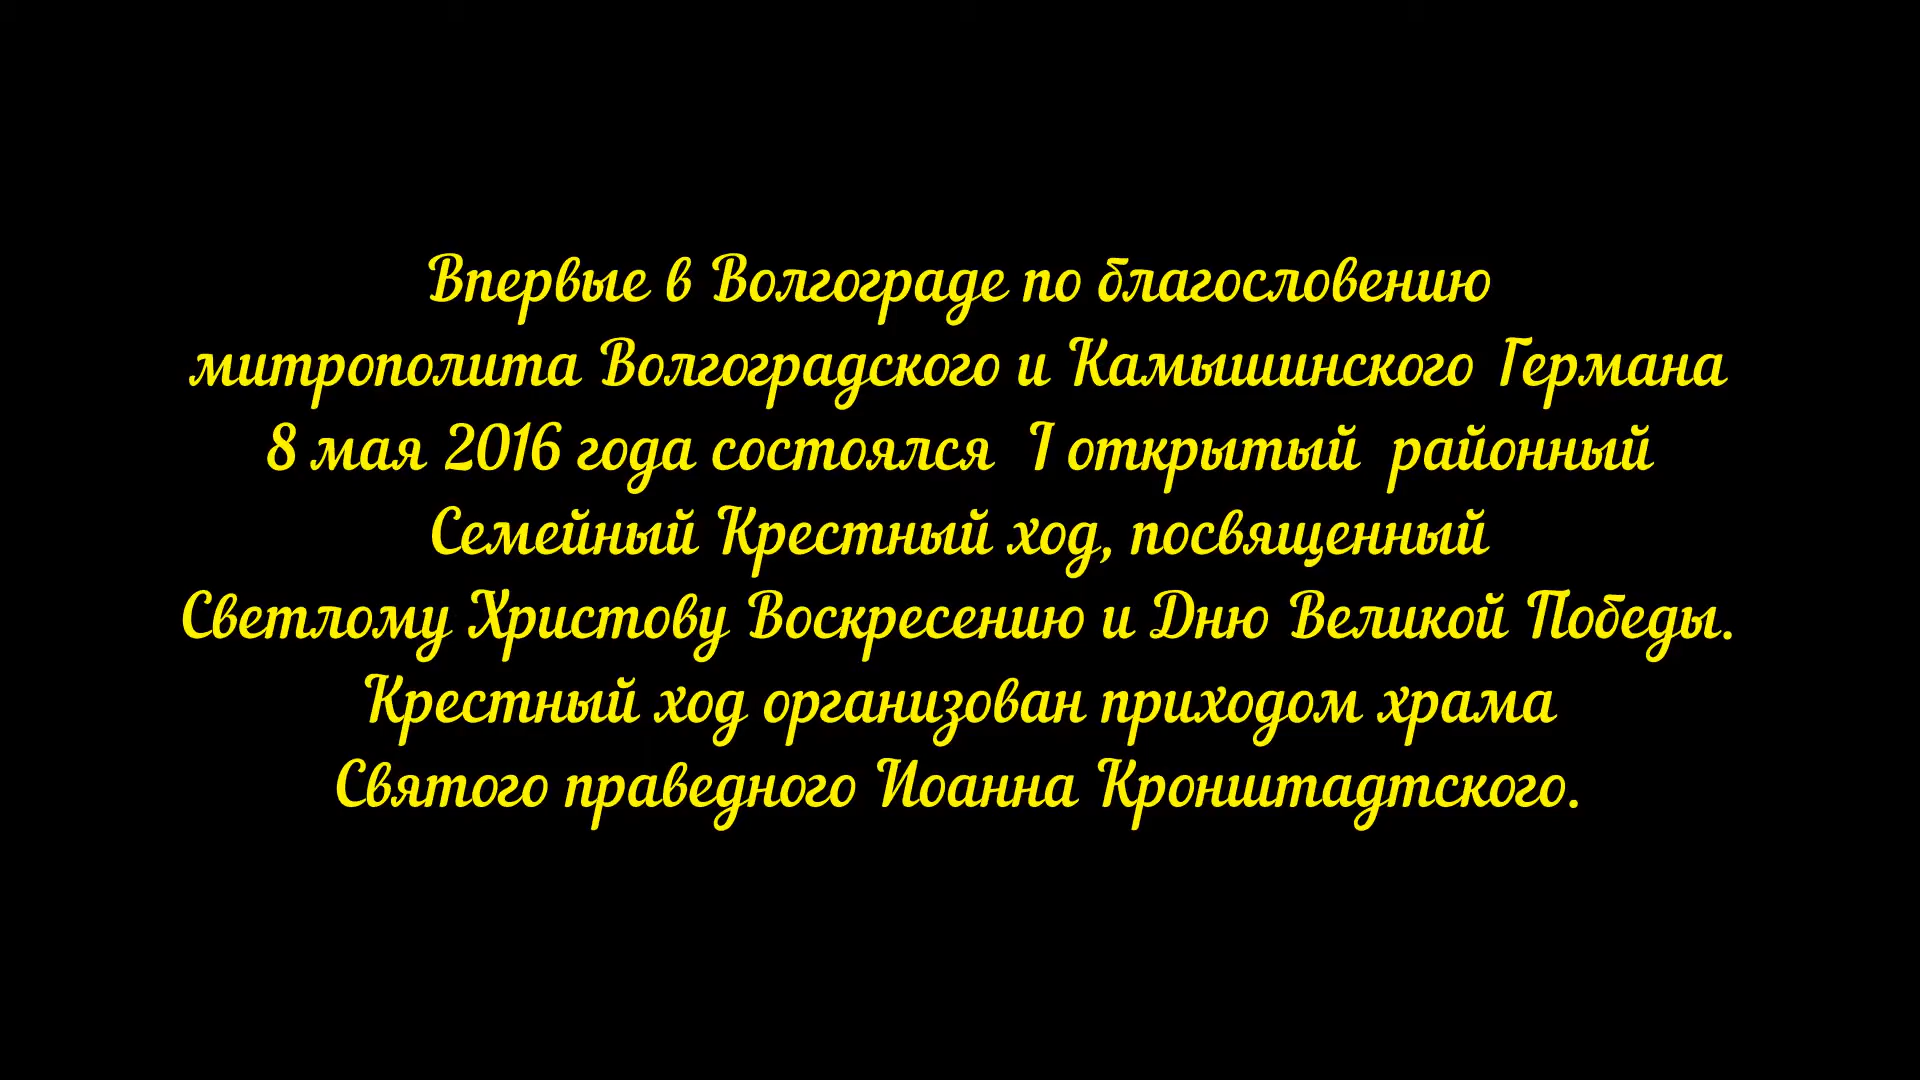 Впервые в Волгограде по благословению
митрополита Волгоградского и Камышинского Германа
8 мая 2016 года состоялся I открытый районный
Семейный Крестный ход, посвященный
Светлому Христову Воскресению и Дню Великой Победы.
Крестный ход организован приходом храма
Святого праведного Иоанна Кронштадтского.